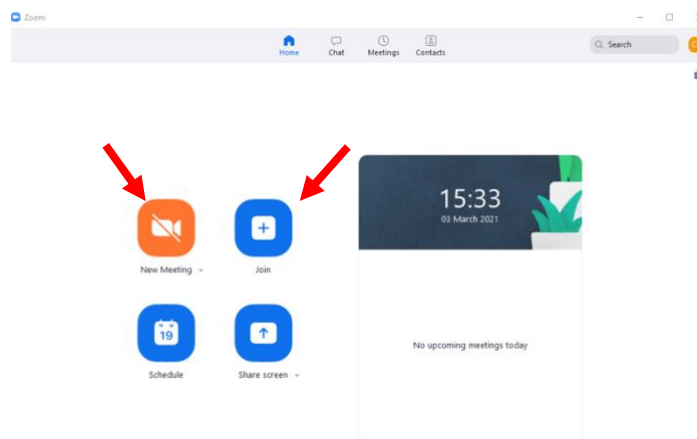 Zoom
Home
Chat
Meetings
Contacts
Search
C
15:33
03 March 2021
New Meeting
Join
19
Schedule
Share screen
No upcoming meetings today